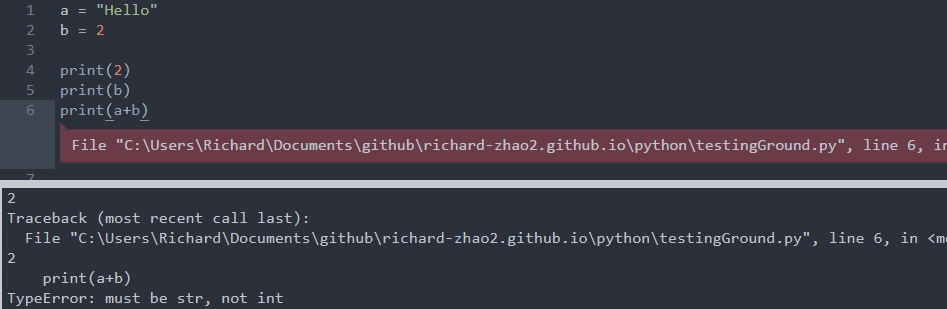 1 a = "Hello"
2 b = 2
3
4 print(2)
5 print(b)
6 print(a+b)
File "C:\Users\Richard\Documents\github\richard-zhao2.github.io\python\testingGround.py", line 6, in
7
2
Traceback (most recent call last):
  File "C:\Users\Richard\Documents\github\richard-zhao2.github.io\python\testingGround.py", line 6, in <m
2
    print(a+b)
TypeError: must be str, not int